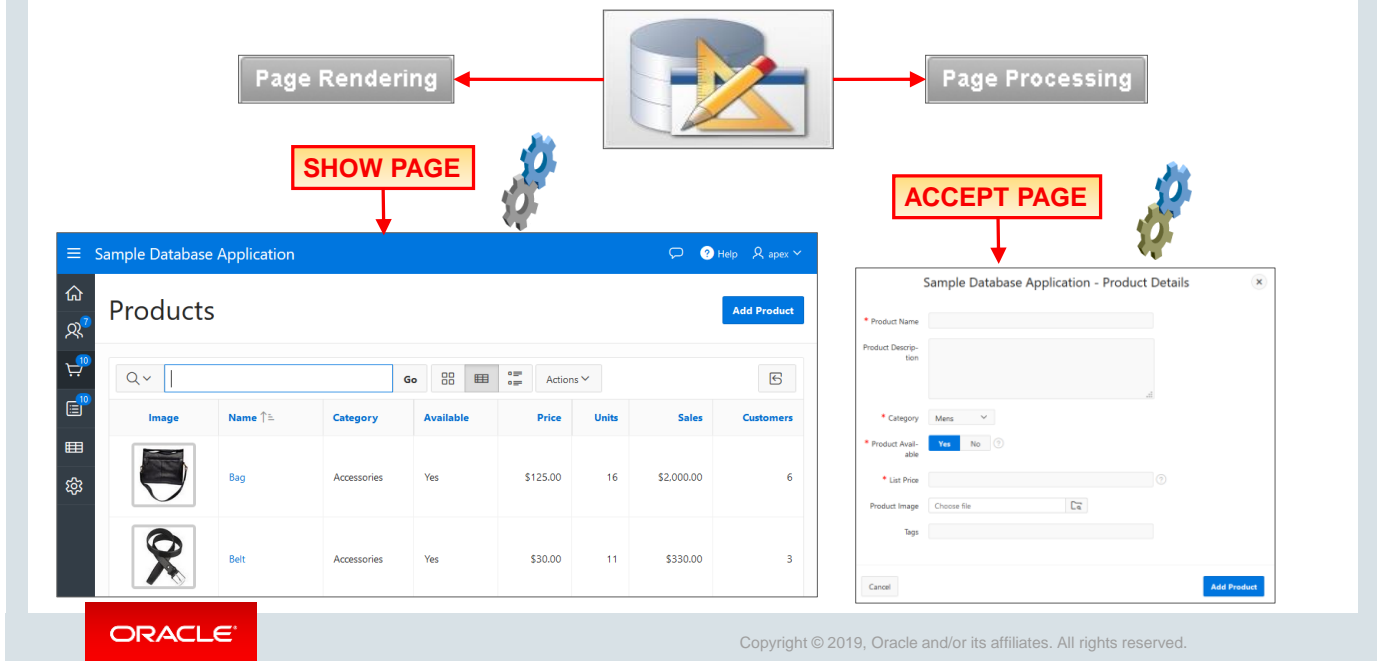 Page Rendering
Page Processing
SHOW PAGE
ACCEPT PAGE
Sample Database Application
Help
apex
7
10
10
Products
Add Product
Go
Actions
Image Name Category Available Price Units Sales Customers
Bag Accessories Yes $125.00 16 $2,000.00 6
Belt Accessories Yes $30.00 11 $330.00 3
Sample Database Application - Product Details
* Product Name
Product Descrip-
tion
* Category Mens
* Product Avail-
able
Yes No
* List Price
Product Image Choose file
Tags
Cancel
Add Product
ORACLE®
Copyright © 2019, Oracle and/or its affiliates. All rights reserved.